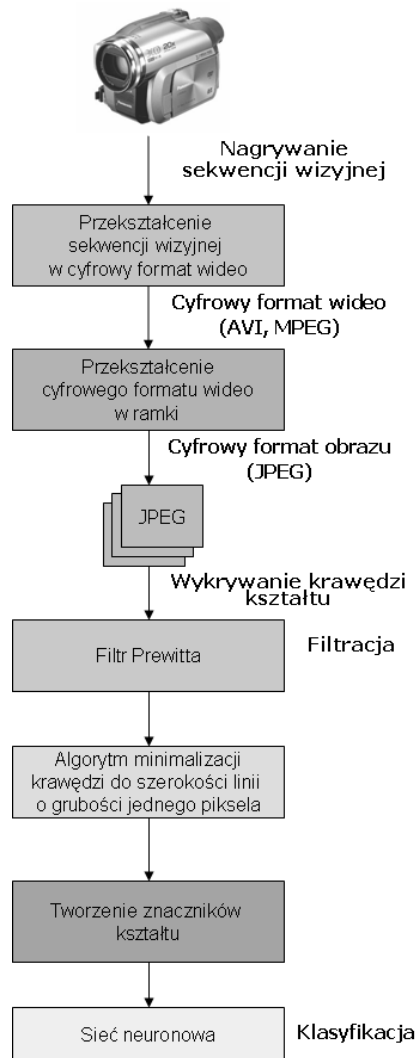 Nagrywanie
sekwencji wizyjnej
Przekształcenie
sekwencji wizyjnej
w cyfrowy format wideo
Cyfrowy format wideo
(AVI, MPEG)
Przekształcenie
cyfrowego formatu wideo
w ramki
Cyfrowy format obrazu
(JPEG)
JPEG
Wykrywanie krawędzi
kształtu
Filtr Prewitta
Filtracja
Algorytm minimalizacji
krawędzi do szerokości linii
o grubości jednego piksela
Tworzenie znaczników
kształtu
Sieć neuronowa
Klasyfikacja